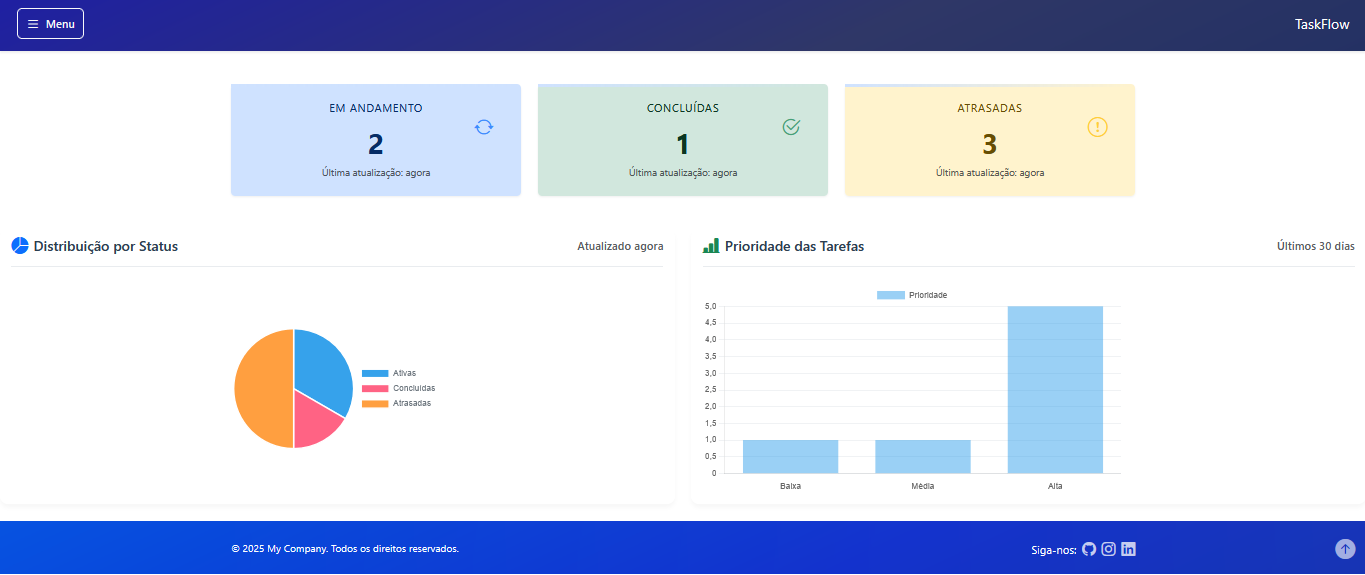 Menu
TaskFlow
EM ANDAMENTO
2
Última atualização: agora
CONCLUÍDAS
1
Última atualização: agora
ATRASADAS
3
Última atualização: agora
Distribuição por Status
Atualizado agora
Ativas
Concluídas
Atrasadas
Prioridade das Tarefas
Últimos 30 dias
Prioridade
5,0
4,5
4,0
3,5
3,0
2,5
2,0
1,5
1,0
0,5
0
Baixa
Média
Alta
© 2025 My Company. Todos os direitos reservados.
Siga-nos: